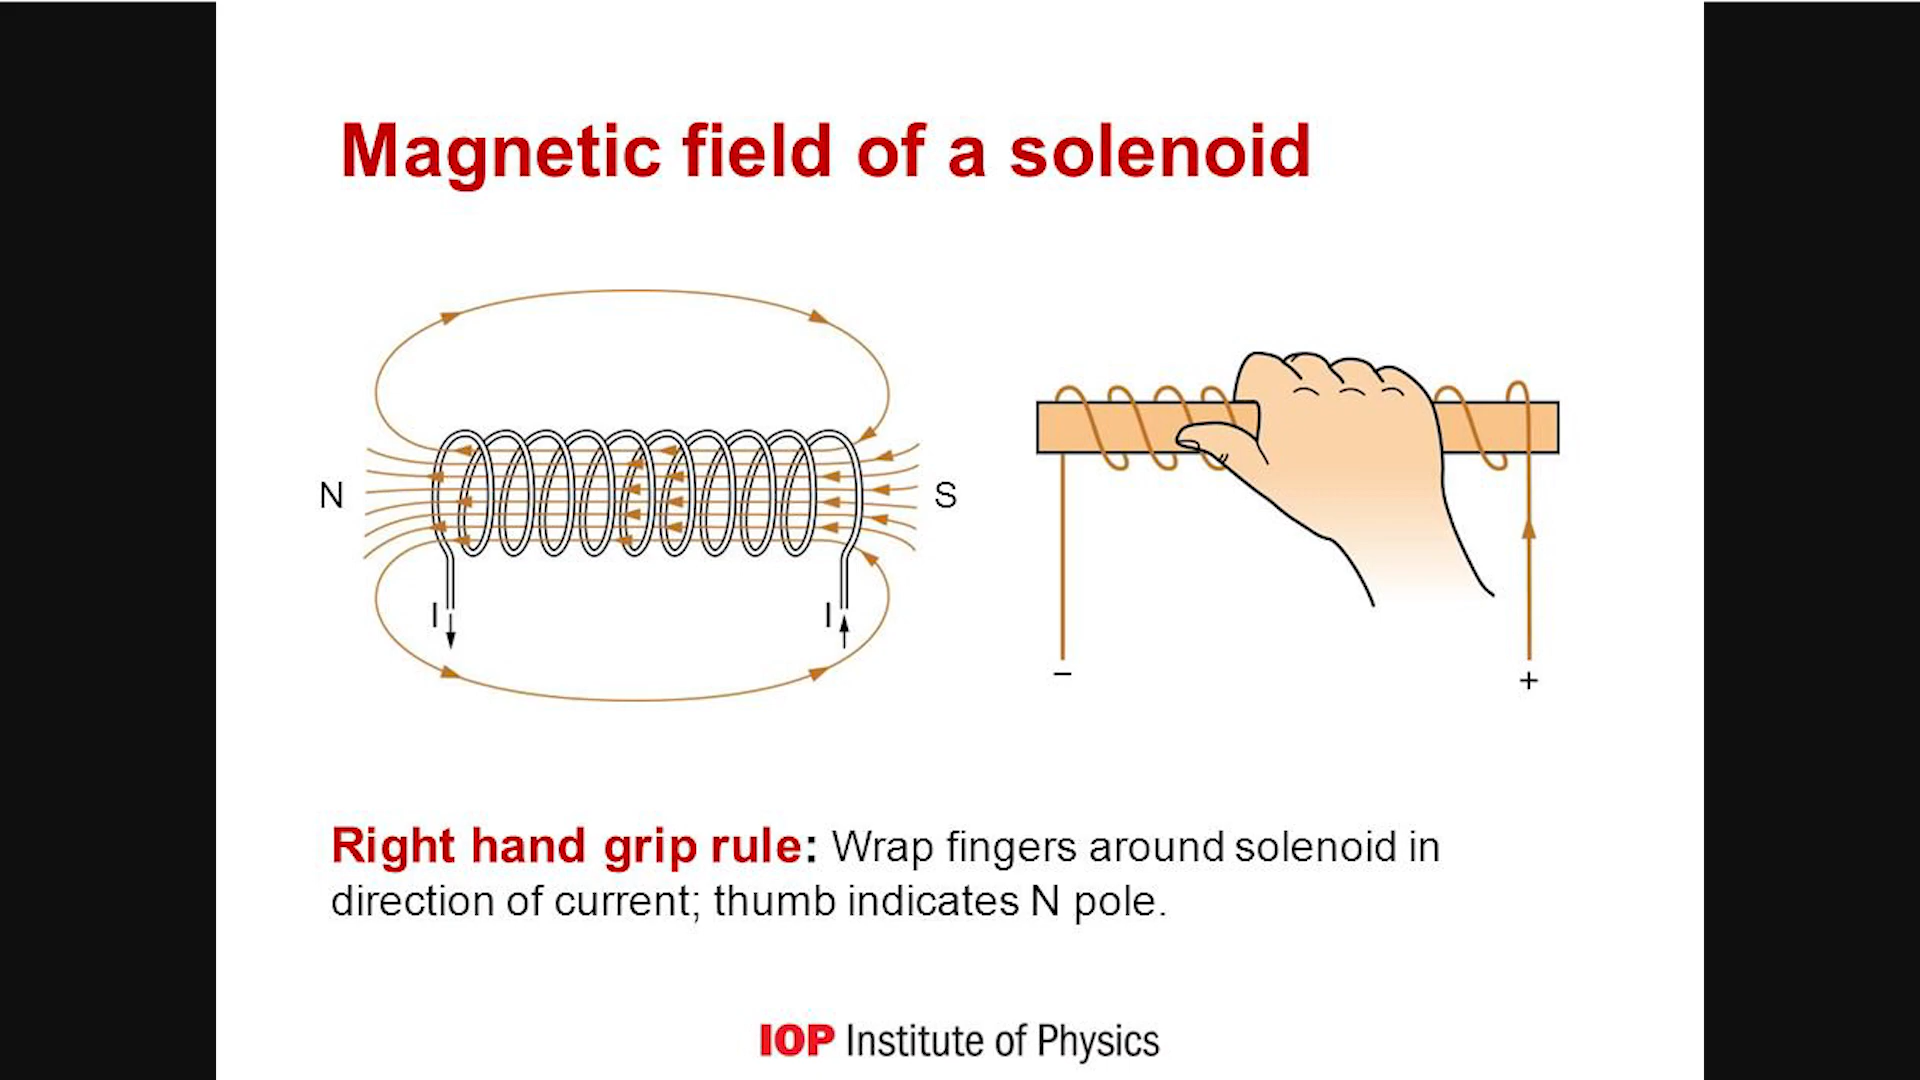 Magnetic field of a solenoid
N
S
I
I
–
+
Right hand grip rule: Wrap fingers around solenoid in
direction of current; thumb indicates N pole.
IOP Institute of Physics